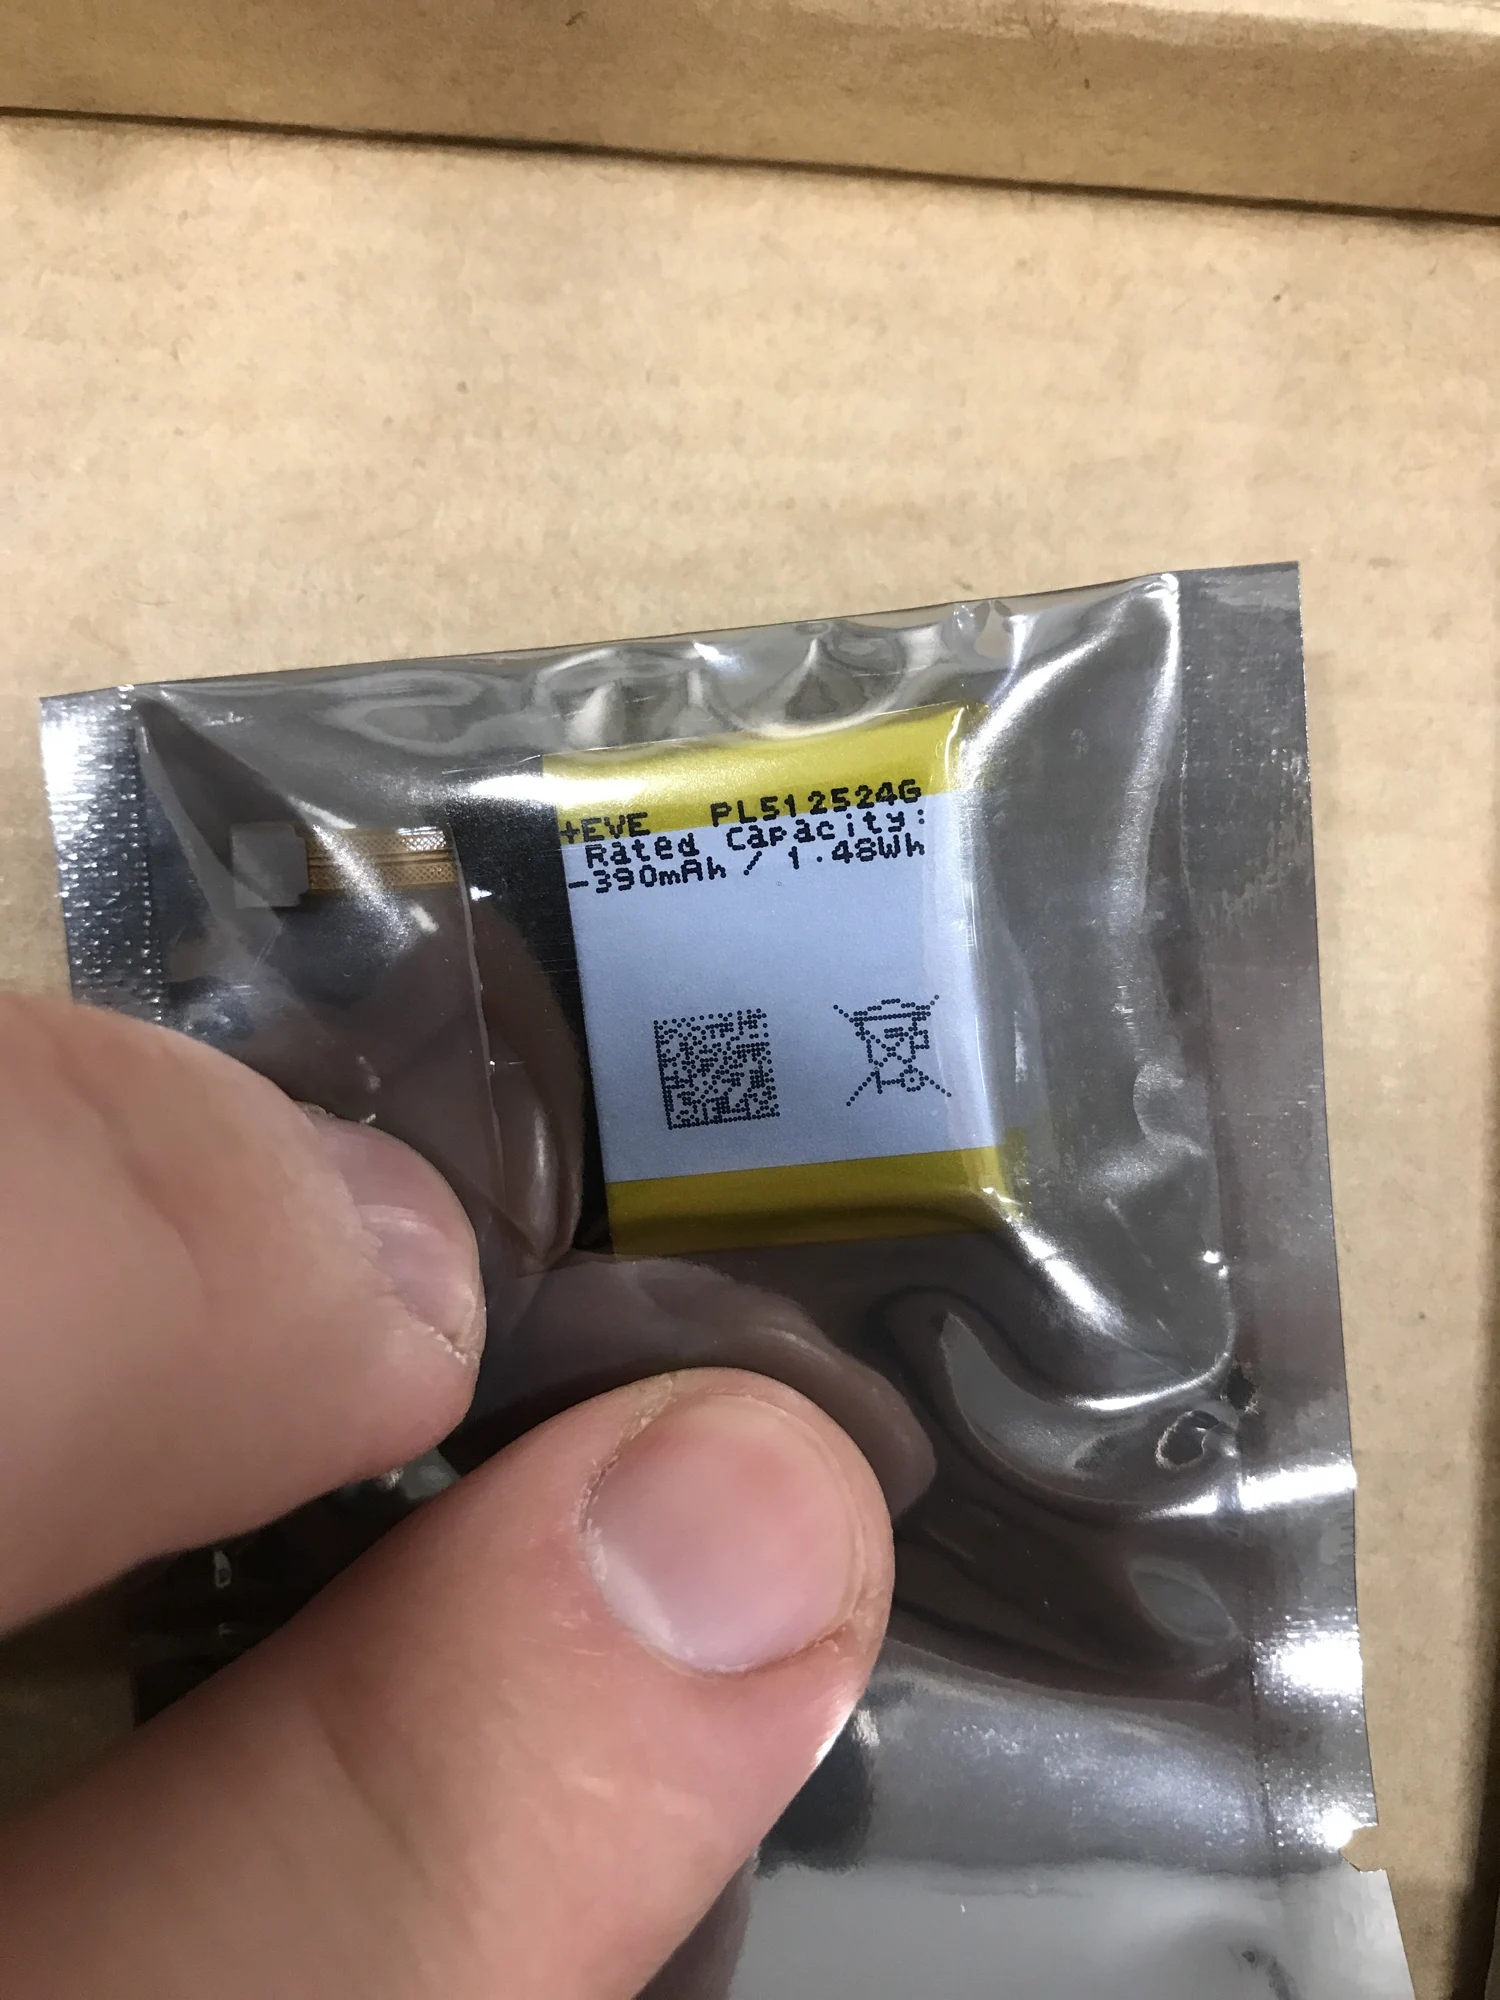 +EVE PL512524G
Rated Capacity:
-390mAh / 1.48Wh